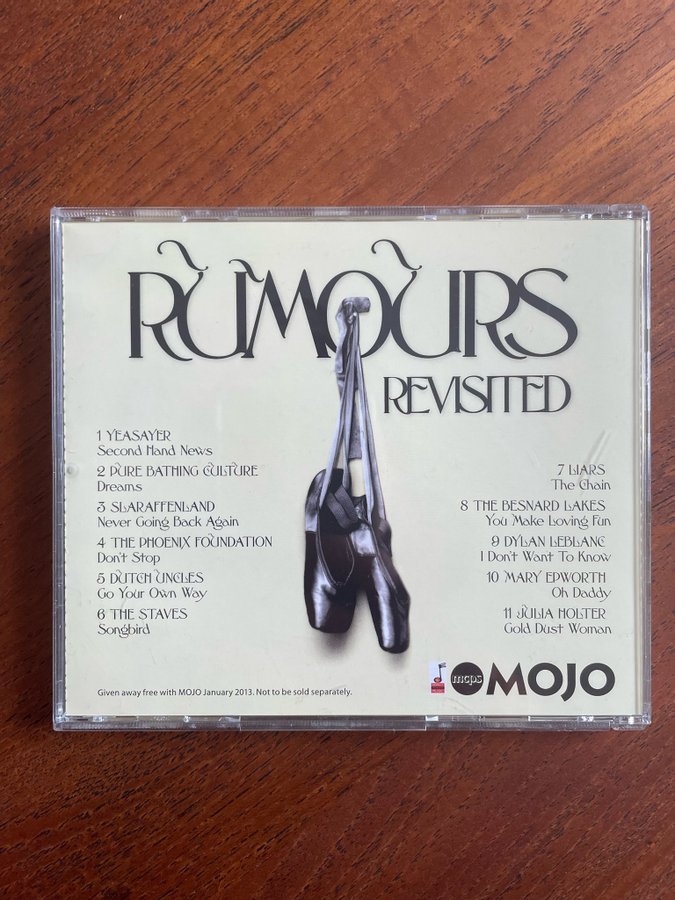 RUMOURS
REVISITED
1 YEASAYER
Second Hand News
2 PURE BATHING CULTURE
Dreams
3 SLARAFFENLAND
Never Going Back Again
4 THE PHOENIX FOUNDATION
Don't Stop
5 DUTCH UNCLES
Go Your Own Way
6 THE STAVES
Songbird
7 LIARS
The Chain
8 THE BESNARD LAKES
You Make Loving Fun
9 DYLAN LEBLANC
I Don't Want To Know
10 MARY EDWORTH
Oh Daddy
11 JULIA HOLTER
Gold Dust Woman
Given away free with MOJO January 2013. Not to be sold separately.
mcps
MOJO